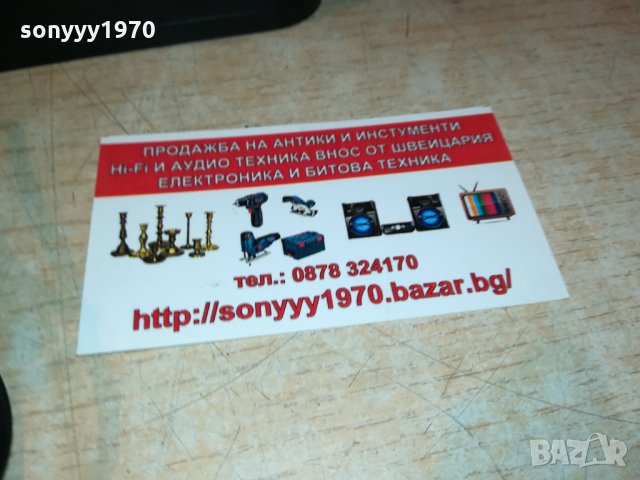 sonyyy1970
ПРОДАЖБА НА АНТИКИ И ИНСТУМЕНТИ
Hi-Fi И АУДИО ТЕХНИКА ВНОС ОТ ШВЕЙЦАРИЯ
ЕЛЕКТРОНИКА И БИТОВА ТЕХНИКА
тел.: 0878 324170
http://sonyyy1970.bazar.bg/
BAZAR
sonyyy1970